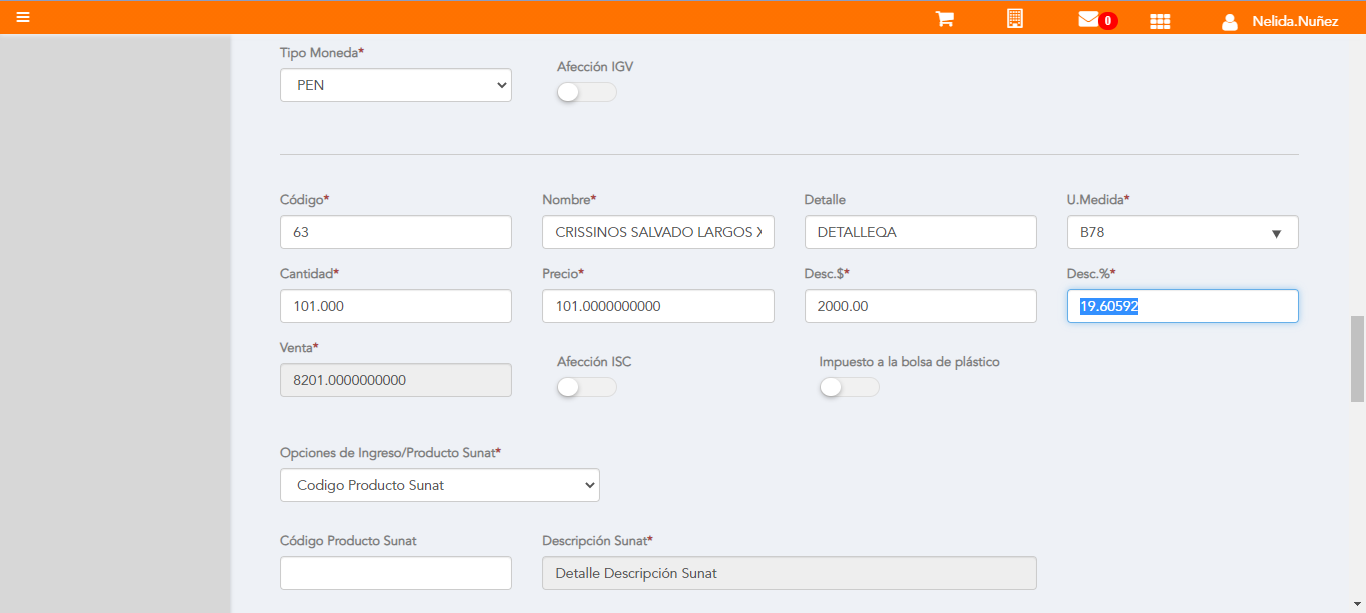 0
Nelida.Nuñez
Tipo Moneda*
Afección IGV
PEN
Código* Nombre* Detalle U.Medida*
63 CRISSINOS SALVADO LARGOS X DETALLEQA B78
Cantidad* Precio* Desc.$* Desc.%*
101.000 101.0000000000 2000.00 19.60592
Venta*
Afección ISC Impuesto a la bolsa de plástico
8201.0000000000
Opciones de Ingreso/Producto Sunat*
Codigo Producto Sunat
Código Producto Sunat Descripción Sunat*
Detalle Descripción Sunat